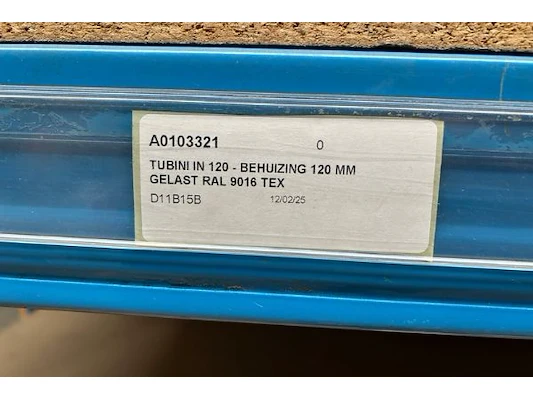 A0103321 0
TUBINI IN 120 - BEHUIZING 120 MM
GELAST RAL 9016 TEX
D11B15B 12/02/25